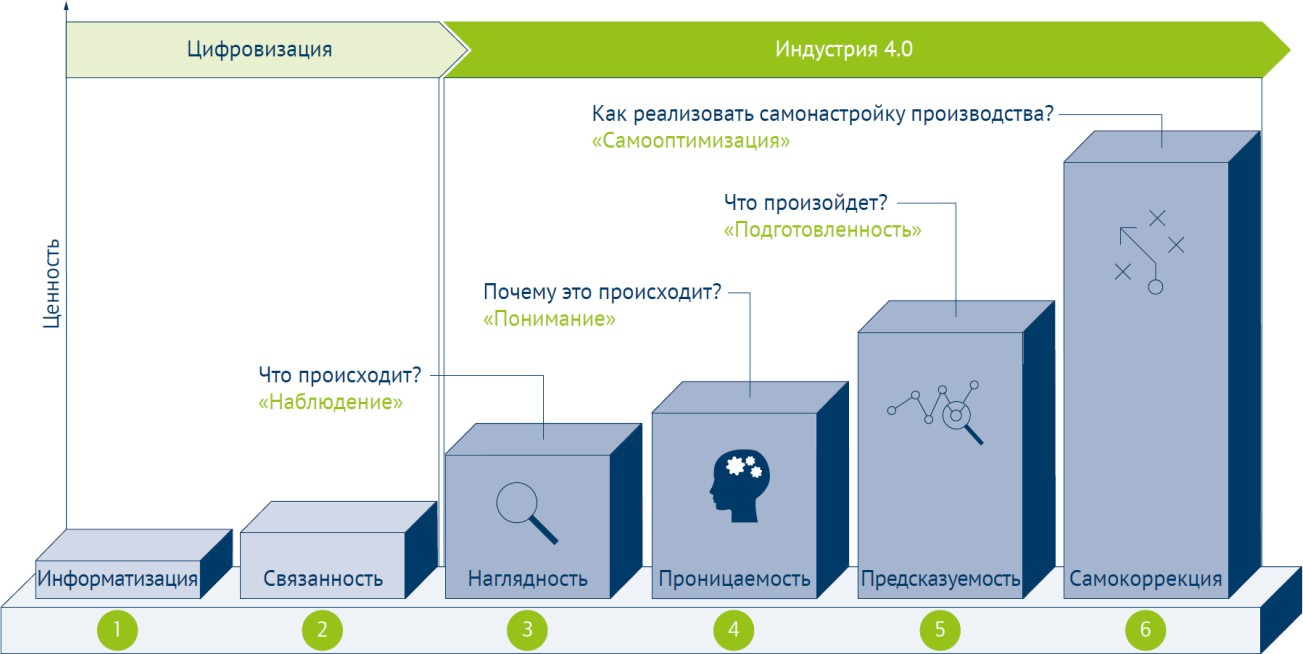 Цифровизация
Индустрия 4.0
Ценность
Как реализовать самонастройку производства?
«Самооптимизация»
Что произойдет?
«Подготовленность»
Почему это происходит?
«Понимание»
Что происходит?
«Наблюдение»
Информатизация
Связанность
Наглядность
Проницаемость
Предсказуемость
Самокоррекция
1
2
3
4
5
6